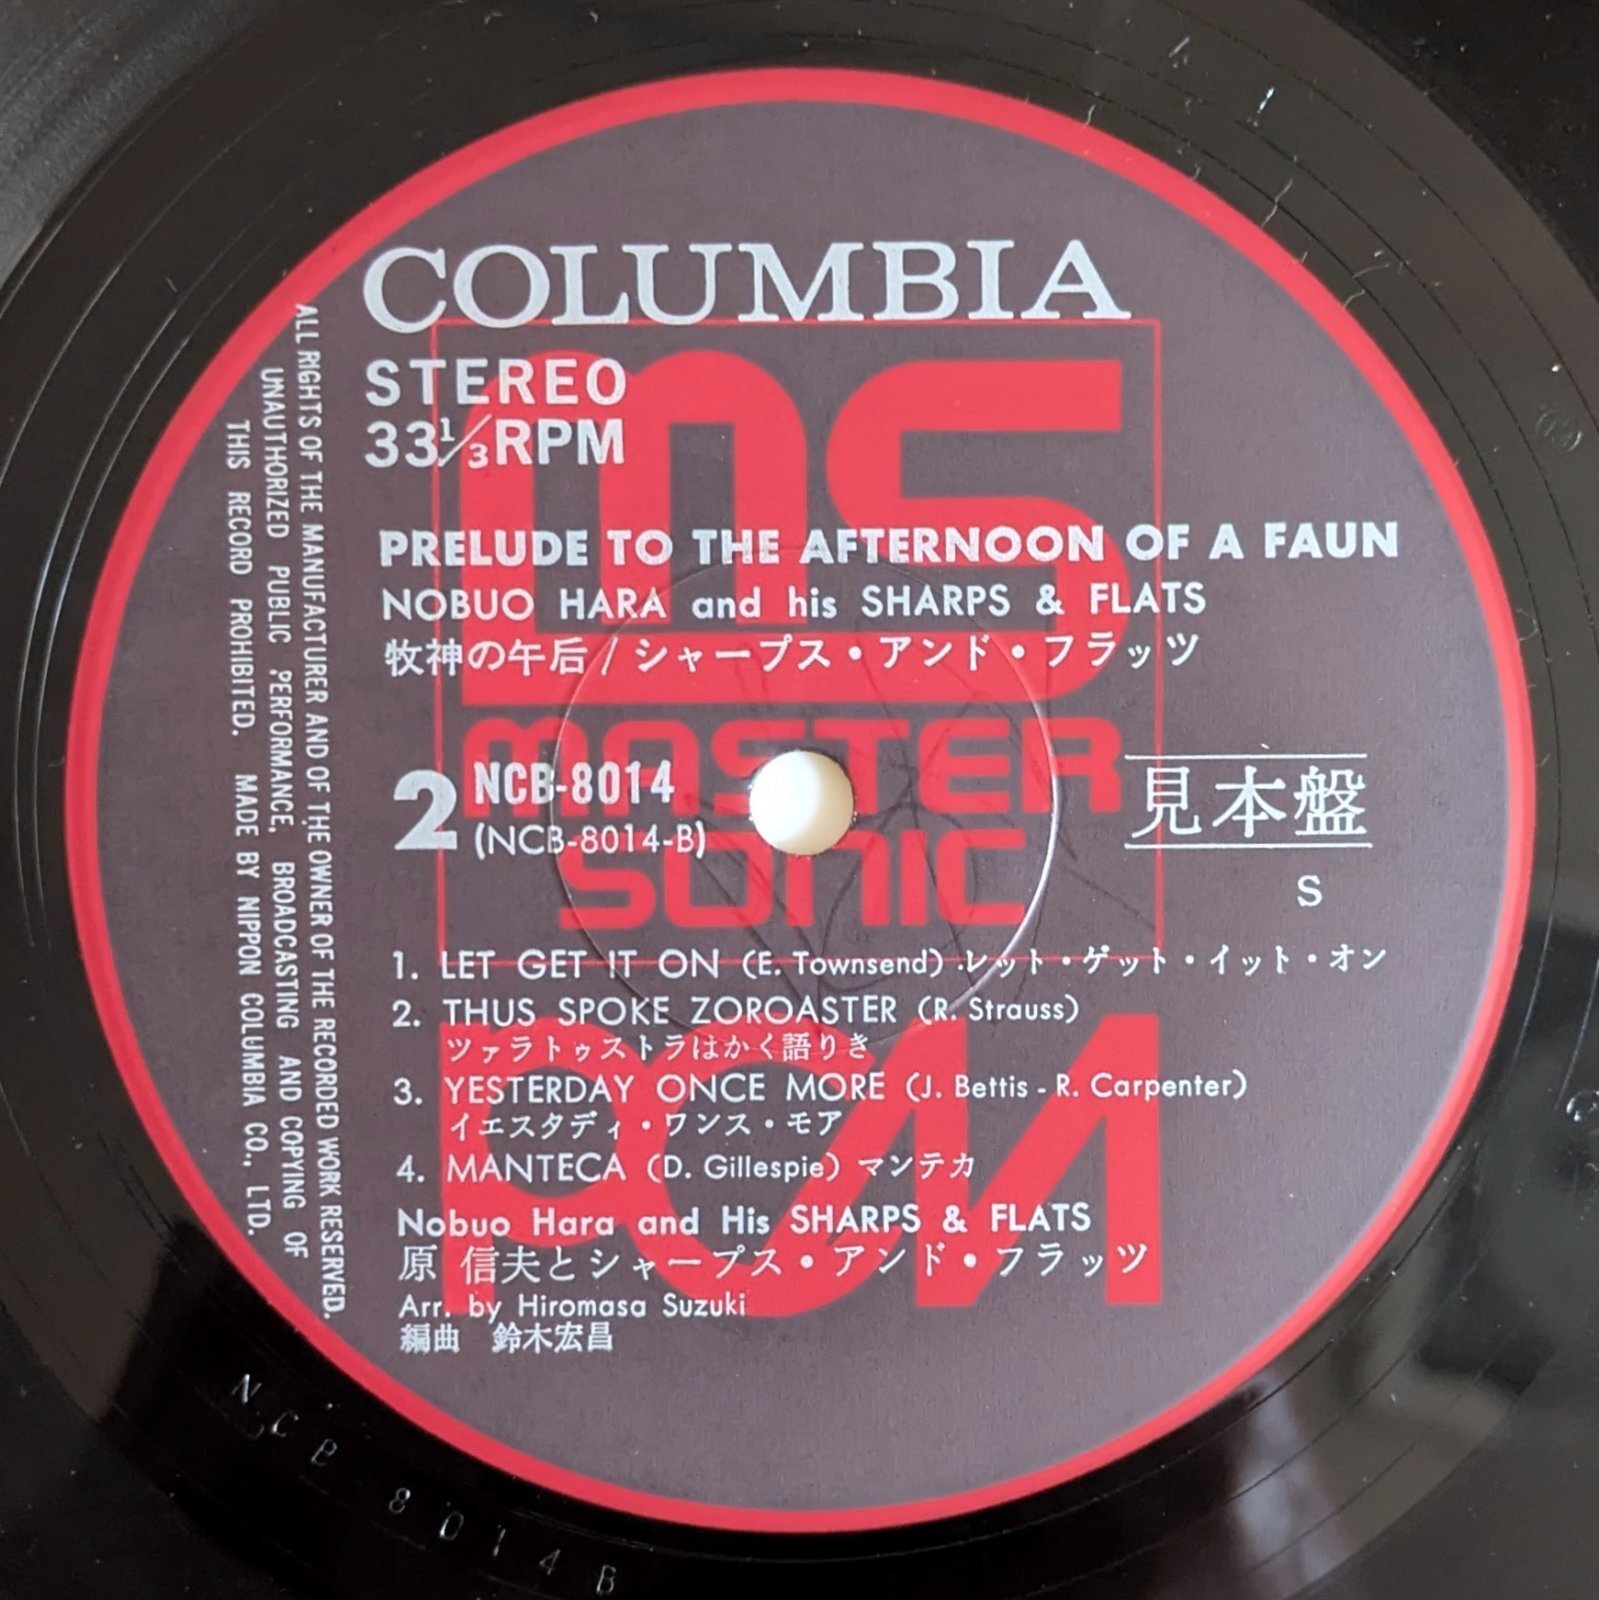 COLUMBIA
STEREO
33 1/3 RPM
MS
MASTER
SONIC
PCM
PRELUDE TO THE AFTERNOON OF A FAUN
NOBUO HARA and his SHARPS & FLATS
牧神の午后 / シャープス・アンド・フラッツ
2 NCB-8014
(NCB-8014-B)
見本盤
S
1. LET GET IT ON (E. Townsend) レット・ゲット・イット・オン
2. THUS SPOKE ZOROASTER (R. Strauss)
ツァラトゥストラはかく語りき
3. YESTERDAY ONCE MORE (J. Bettis - R. Carpenter)
イエスタディ・ワンス・モア
4. MANTECA (D. Gillespie) マンテカ
Nobuo Hara and His SHARPS & FLATS
原 信夫とシャープス・アンド・フラッツ
Arr. by Hiromasa Suzuki
編曲 鈴木宏昌
ALL RIGHTS OF THE MANUFACTURER AND OF THE OWNER OF THE RECORDED WORK RESERVED.
UNAUTHORIZED PUBLIC PERFORMANCE, BROADCASTING AND COPYING OF
THIS RECORD PROHIBITED. MADE BY NIPPON COLUMBIA CO., LTD.
NCB 8014 B